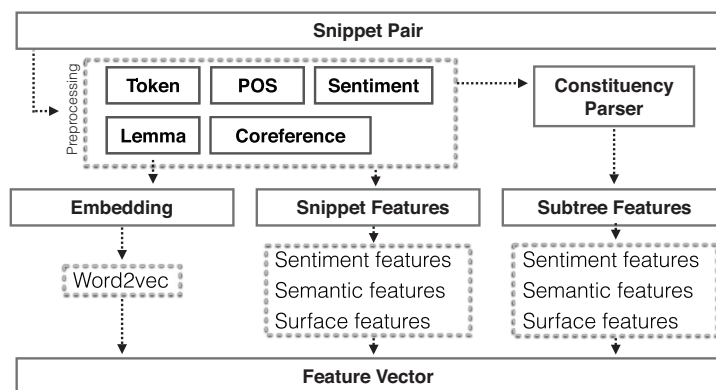 Snippet Pair
Preprocessing
Token
POS
Sentiment
Lemma
Coreference
Constituency
Parser
Embedding
Snippet Features
Subtree Features
Word2vec
Sentiment features
Semantic features
Surface features
Sentiment features
Semantic features
Surface features
Feature Vector